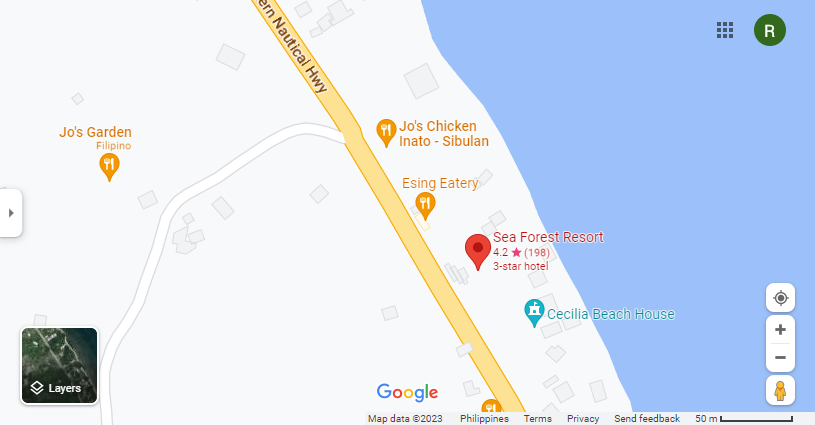 ern Nautical Hwy
R
Jo's Chicken
Inato - Sibulan
Jo's Garden
Filipino
Esing Eatery
Sea Forest Resort
4.2 ★ (198)
3-star hotel
Cecilia Beach House
Layers
Google
Map data ©2023 Philippines Terms Privacy Send feedback 50 m